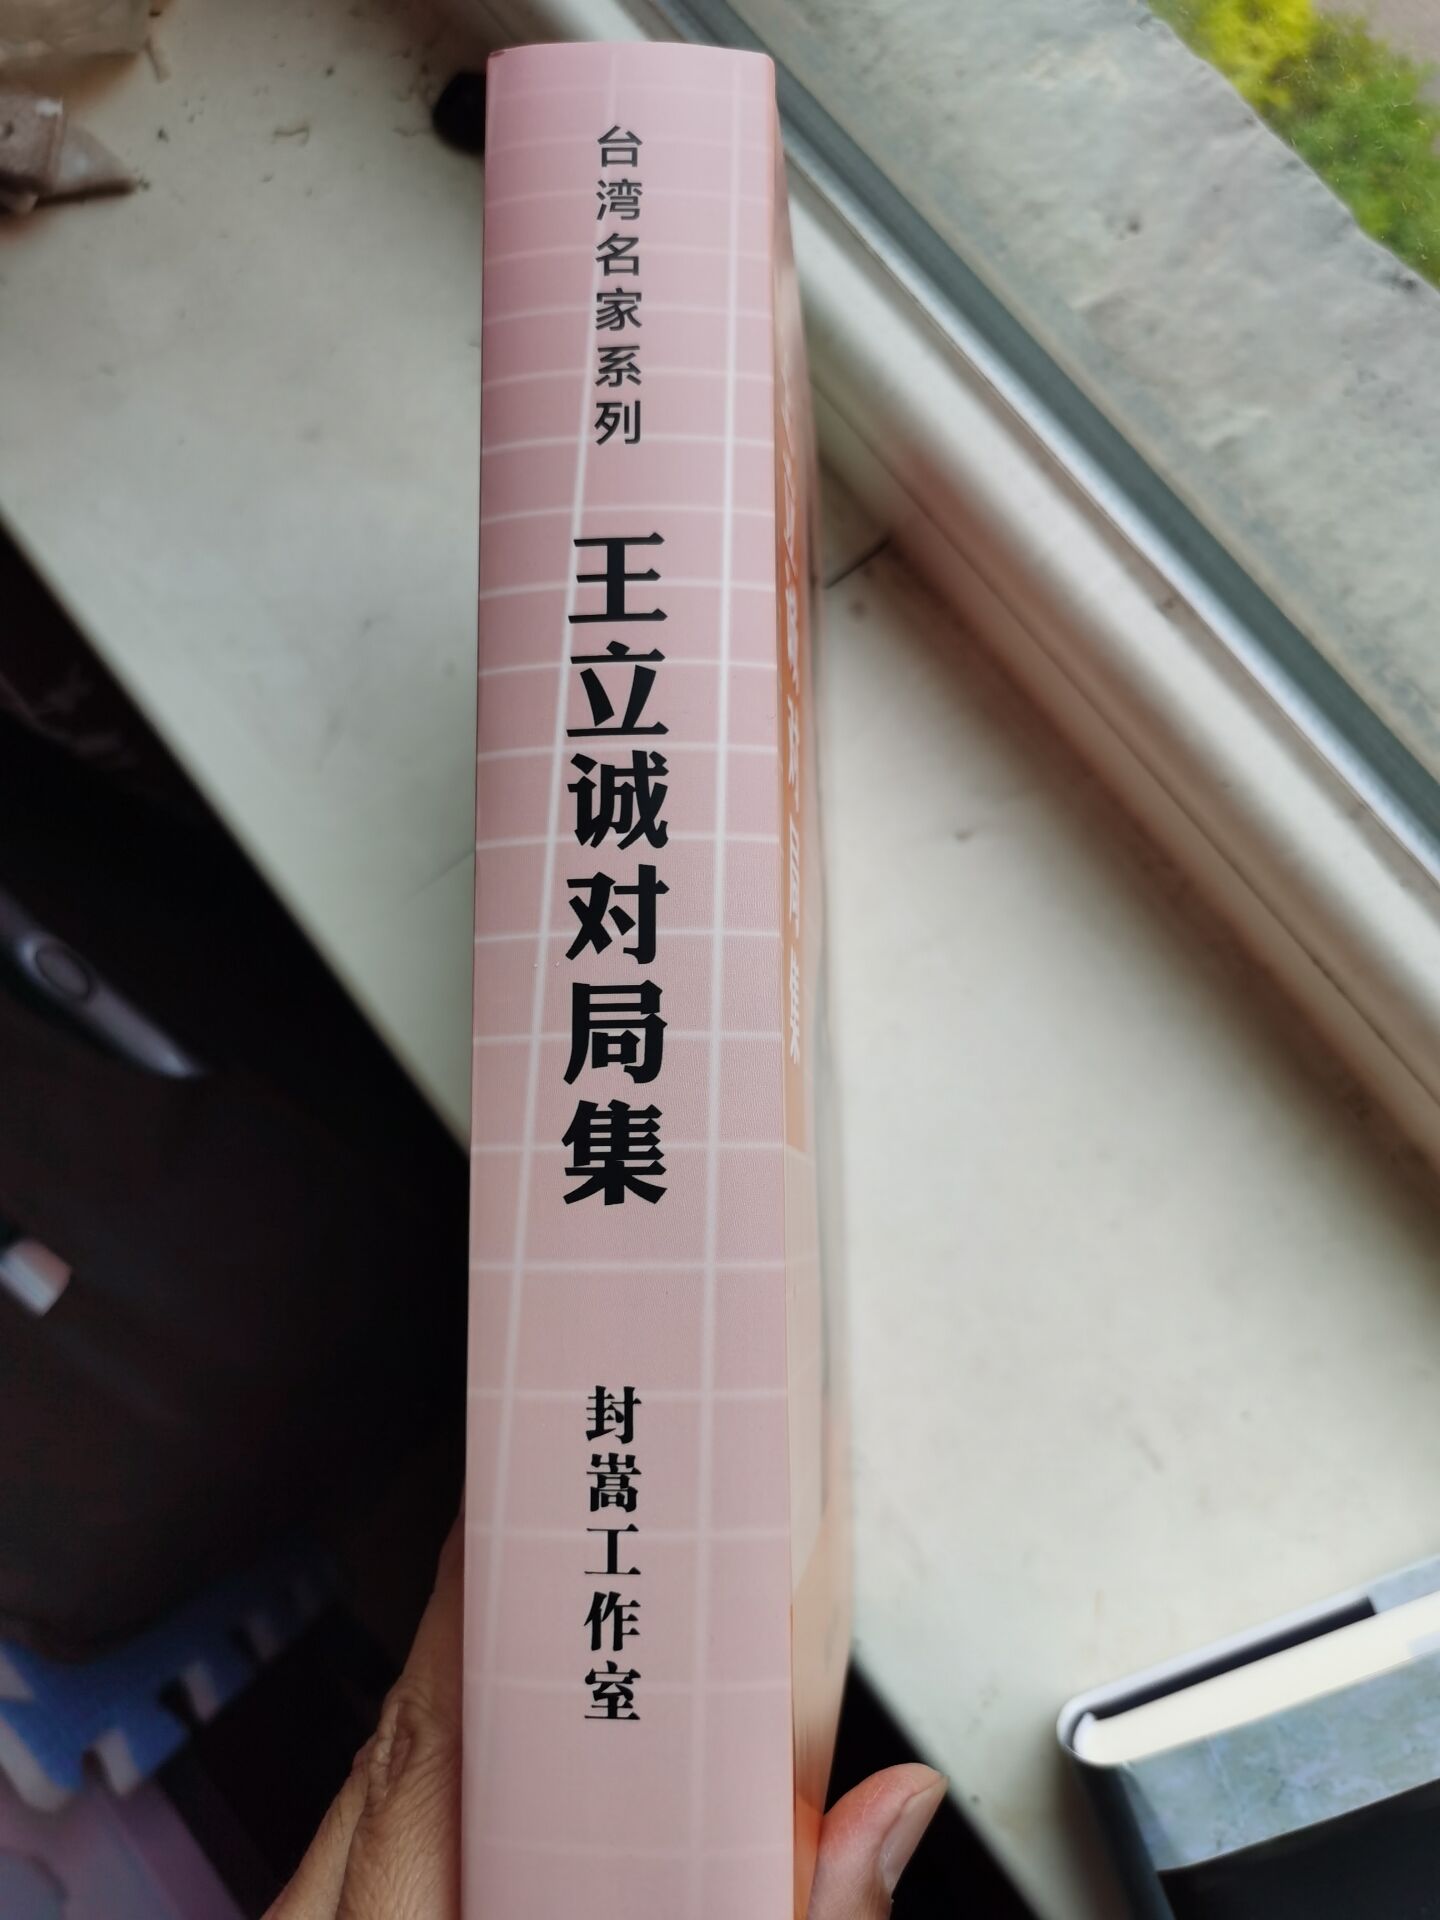 台湾名家系列
王立诚对局集
封嵩工作室